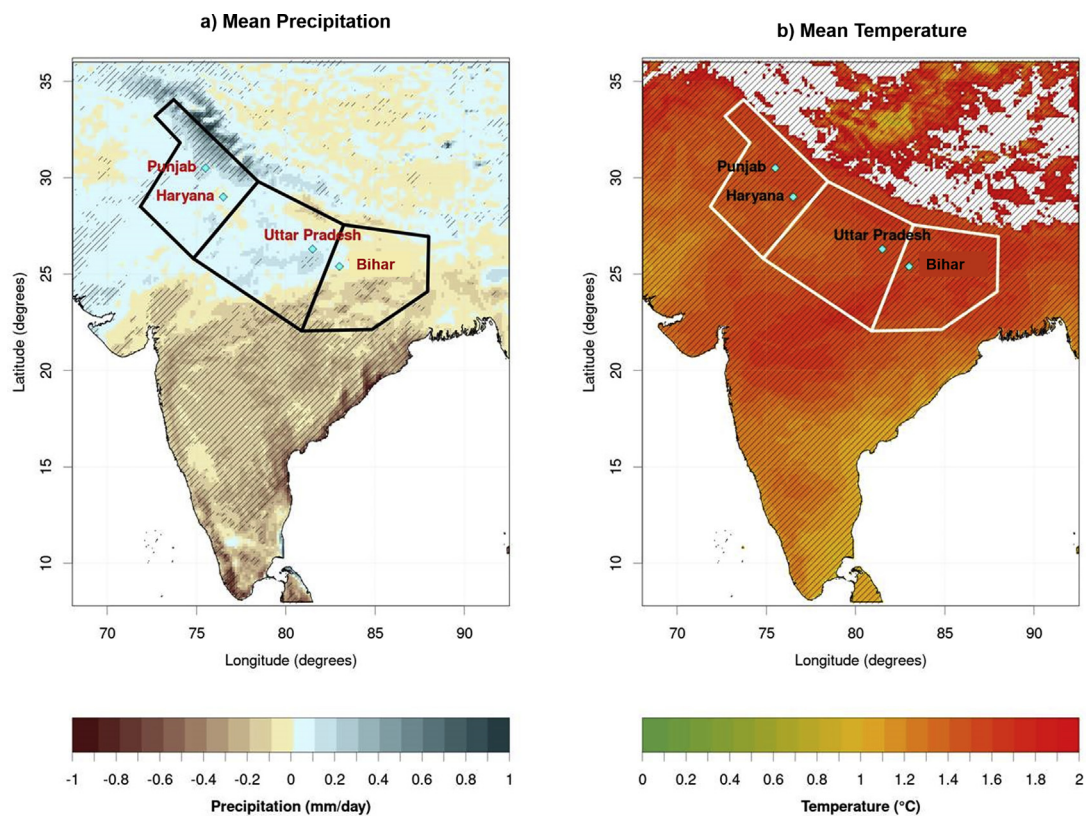 a) Mean Precipitation
35
30
25
20
15
10
Latitude (degrees)
Punjab
Haryana
Uttar Pradesh
Bihar
70 75 80 85 90
Longitude (degrees)
-1 -0.8 -0.6 -0.4 -0.2 0 0.2 0.4 0.6 0.8 1
Precipitation (mm/day)
b) Mean Temperature
35
30
25
20
15
10
Latitude (degrees)
Punjab
Haryana
Uttar Pradesh
Bihar
70 75 80 85 90
Longitude (degrees)
0 0.2 0.4 0.6 0.8 1 1.2 1.4 1.6 1.8 2
Temperature (°C)